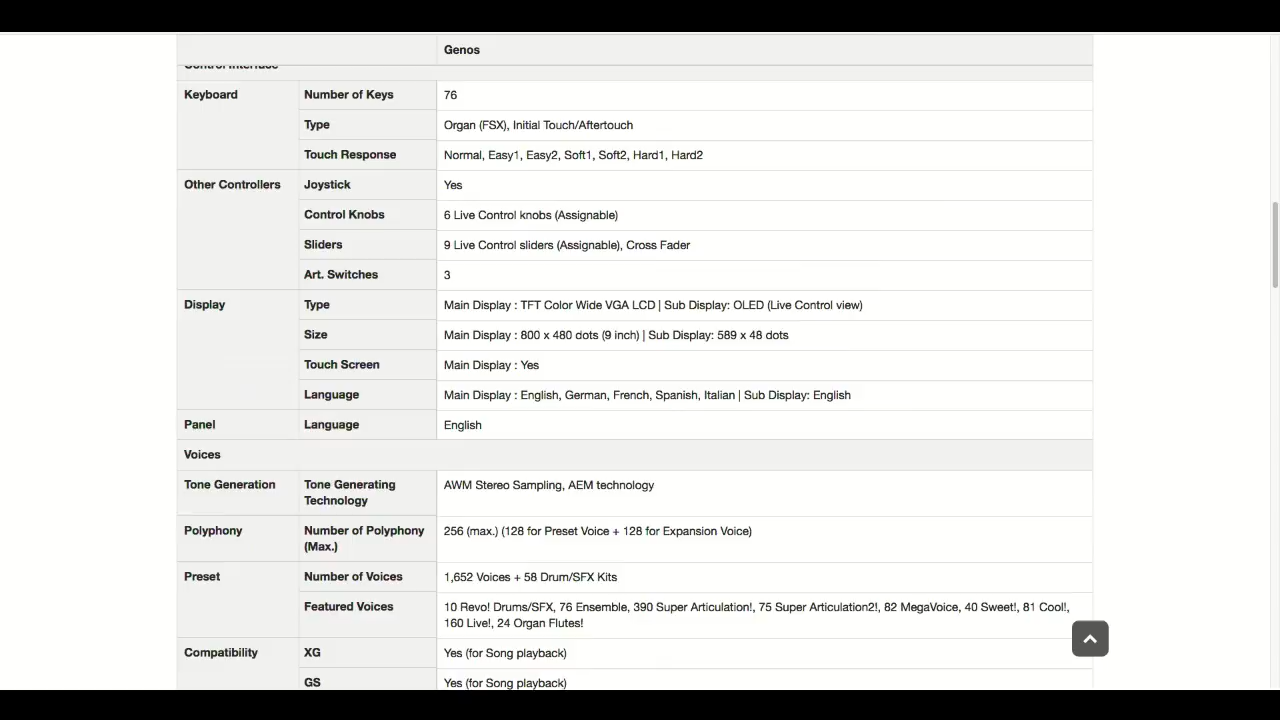 Genos
Control Interface
Keyboard Number of Keys 76
Type Organ (FSX), Initial Touch/Aftertouch
Touch Response Normal, Easy1, Easy2, Soft1, Soft2, Hard1, Hard2
Other Controllers Joystick Yes
Control Knobs 6 Live Control knobs (Assignable)
Sliders 9 Live Control sliders (Assignable), Cross Fader
Art. Switches 3
Display Type Main Display : TFT Color Wide VGA LCD | Sub Display: OLED (Live Control view)
Size Main Display : 800 x 480 dots (9 inch) | Sub Display: 589 x 48 dots
Touch Screen Main Display : Yes
Language Main Display : English, German, French, Spanish, Italian | Sub Display: English
Panel Language English
Voices
Tone Generation Tone Generating AWM Stereo Sampling, AEM technology
Technology
Polyphony Number of Polyphony 256 (max.) (128 for Preset Voice + 128 for Expansion Voice)
(Max.)
Preset Number of Voices 1,652 Voices + 58 Drum/SFX Kits
Featured Voices 10 Revo! Drums/SFX, 76 Ensemble, 390 Super Articulation!, 75 Super Articulation2!, 82 MegaVoice, 40 Sweet!, 81 Cool!,
160 Live!, 24 Organ Flutes!
Compatibility XG Yes (for Song playback)
GS Yes (for Song playback)